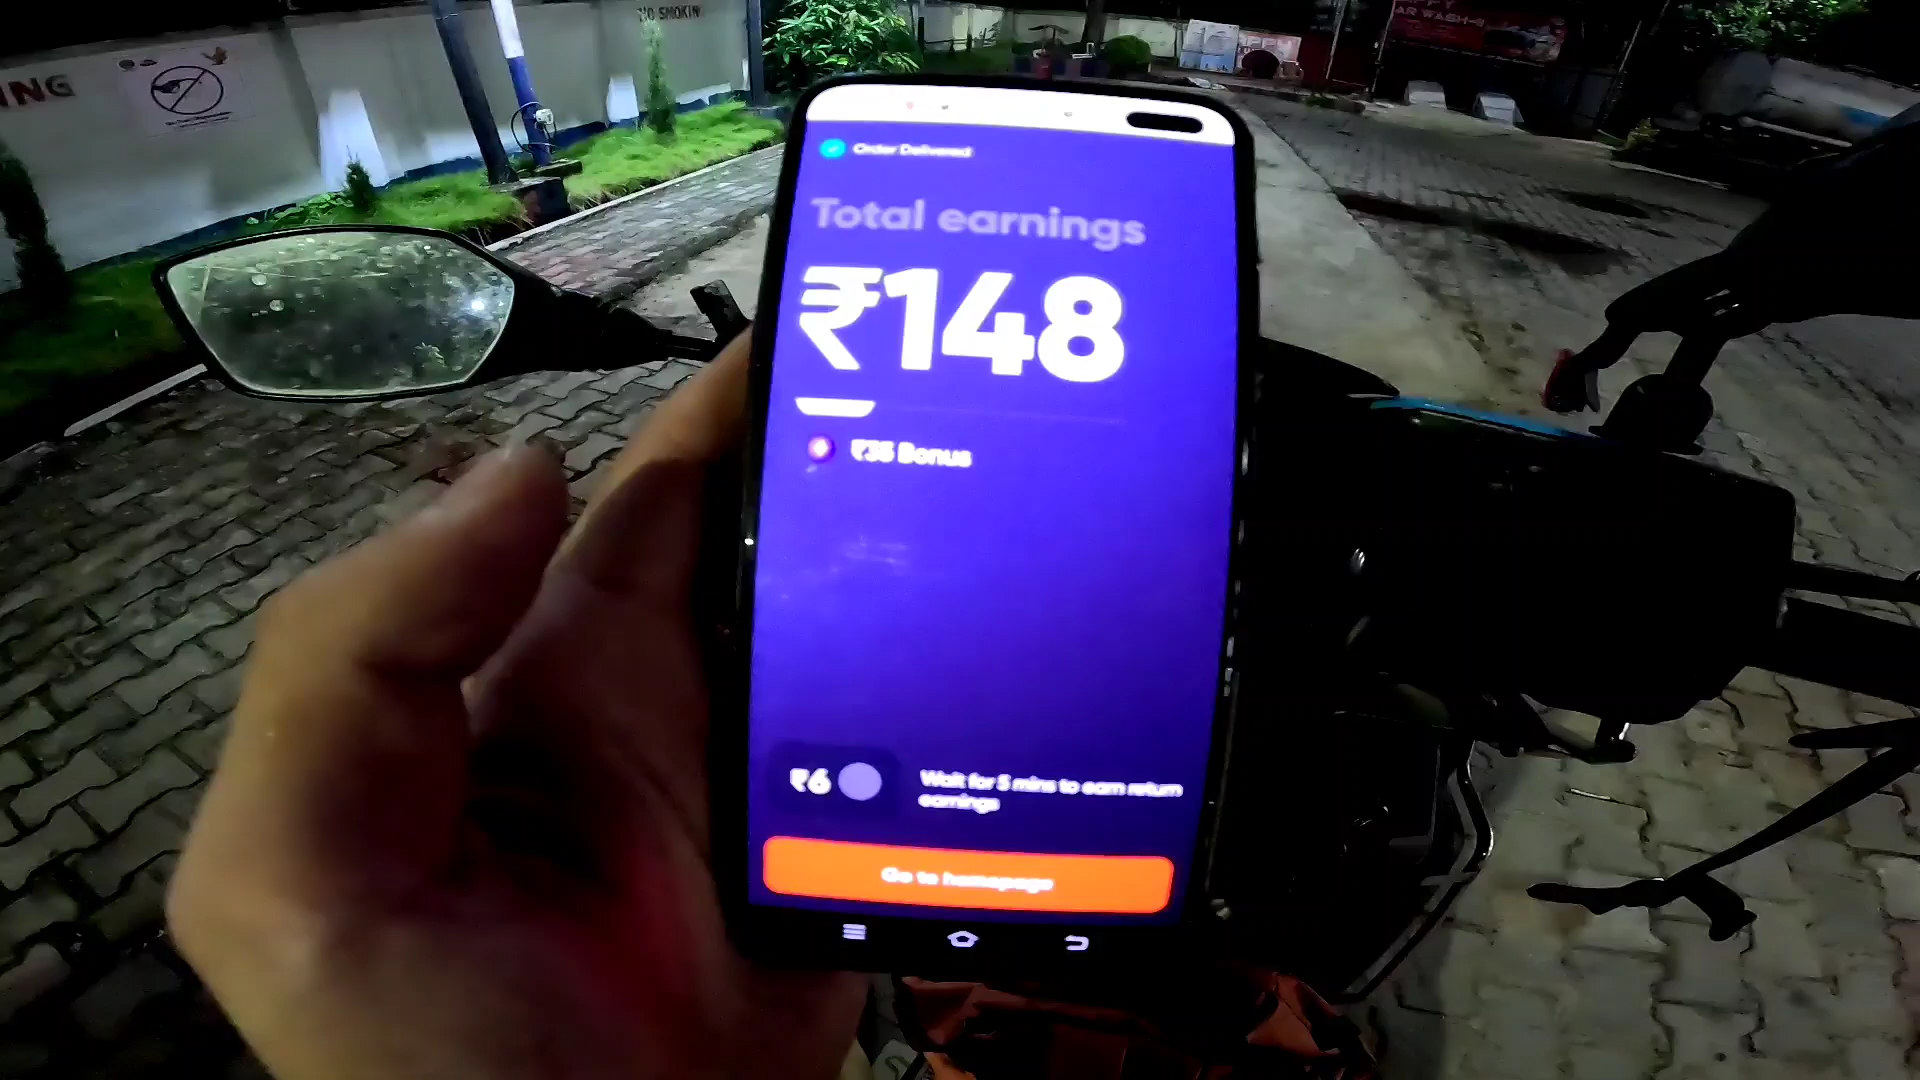 NO SMOKIN
ING
Order Delivered
Total earnings
₹148
₹35 Bonus
₹6
Wait for 5 mins to earn return
earnings
Go to homepage